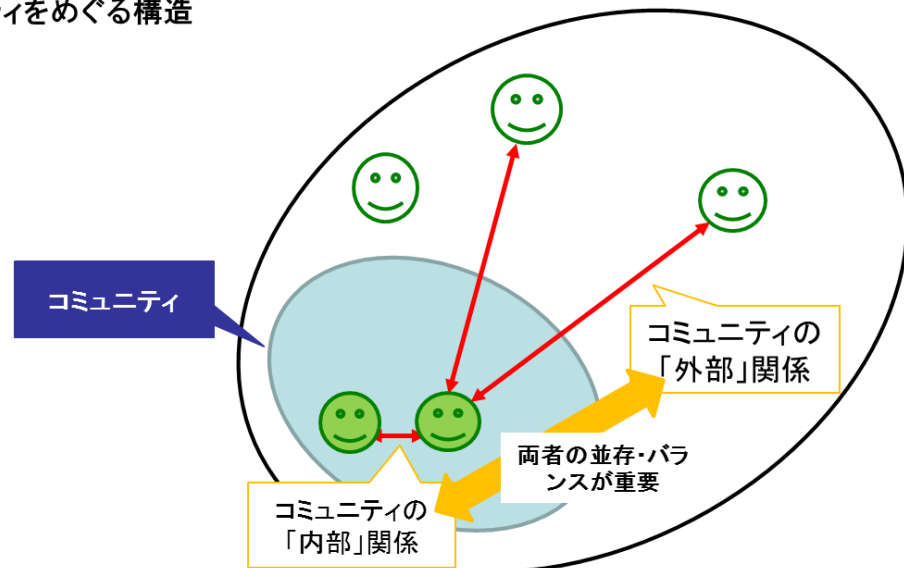 ィをめぐる構造
コミュニティ
コミュニティの
「外部」関係
両者の並存・バラ
ンスが重要
コミュニティの
「内部」関係